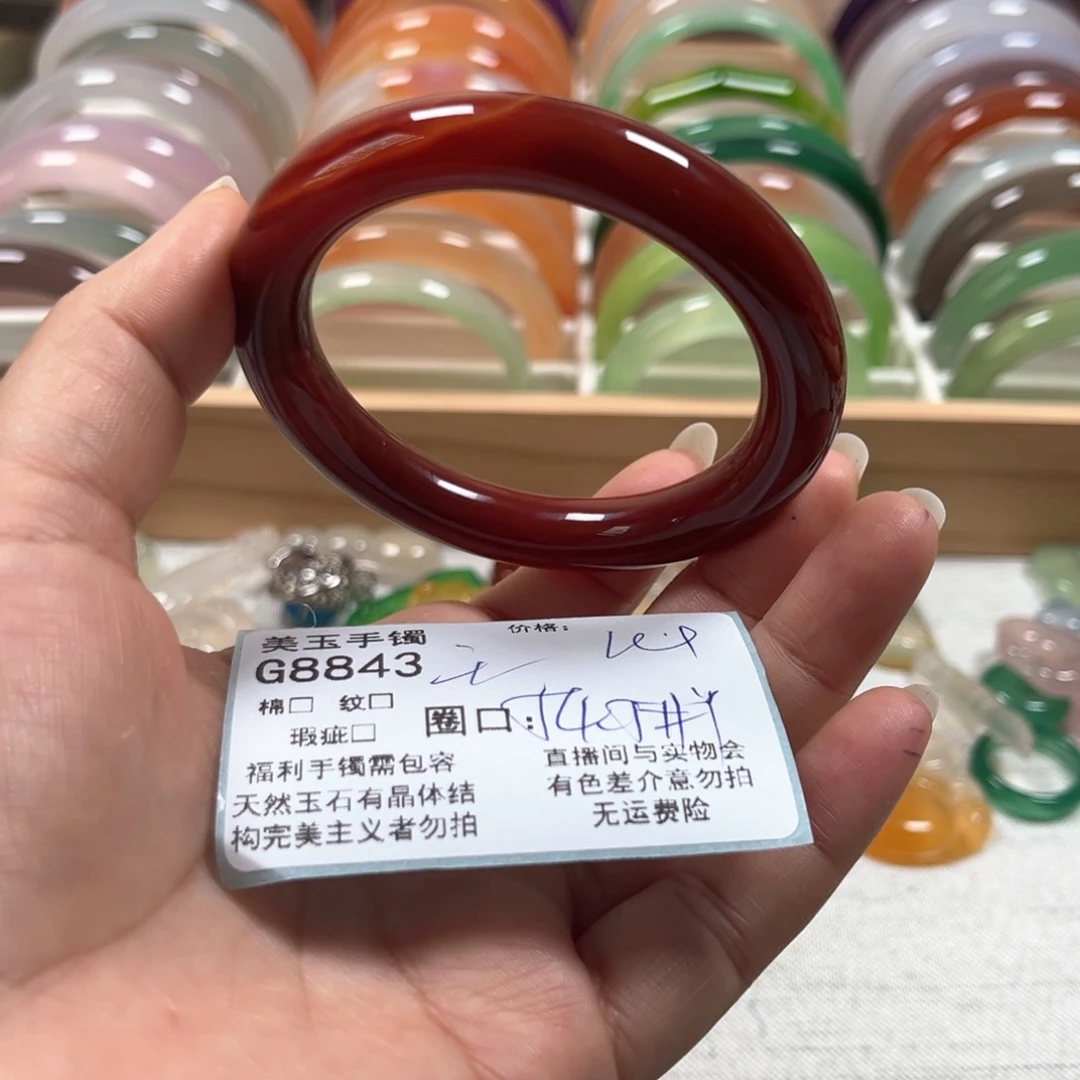 美玉手镯 价格:
G8843
棉□ 纹□
瑕疵□ 圈口:
福利手镯需包容
天然玉石有晶体结
构完美主义者勿拍
直播间与实物会
有色差介意勿拍
无运费险